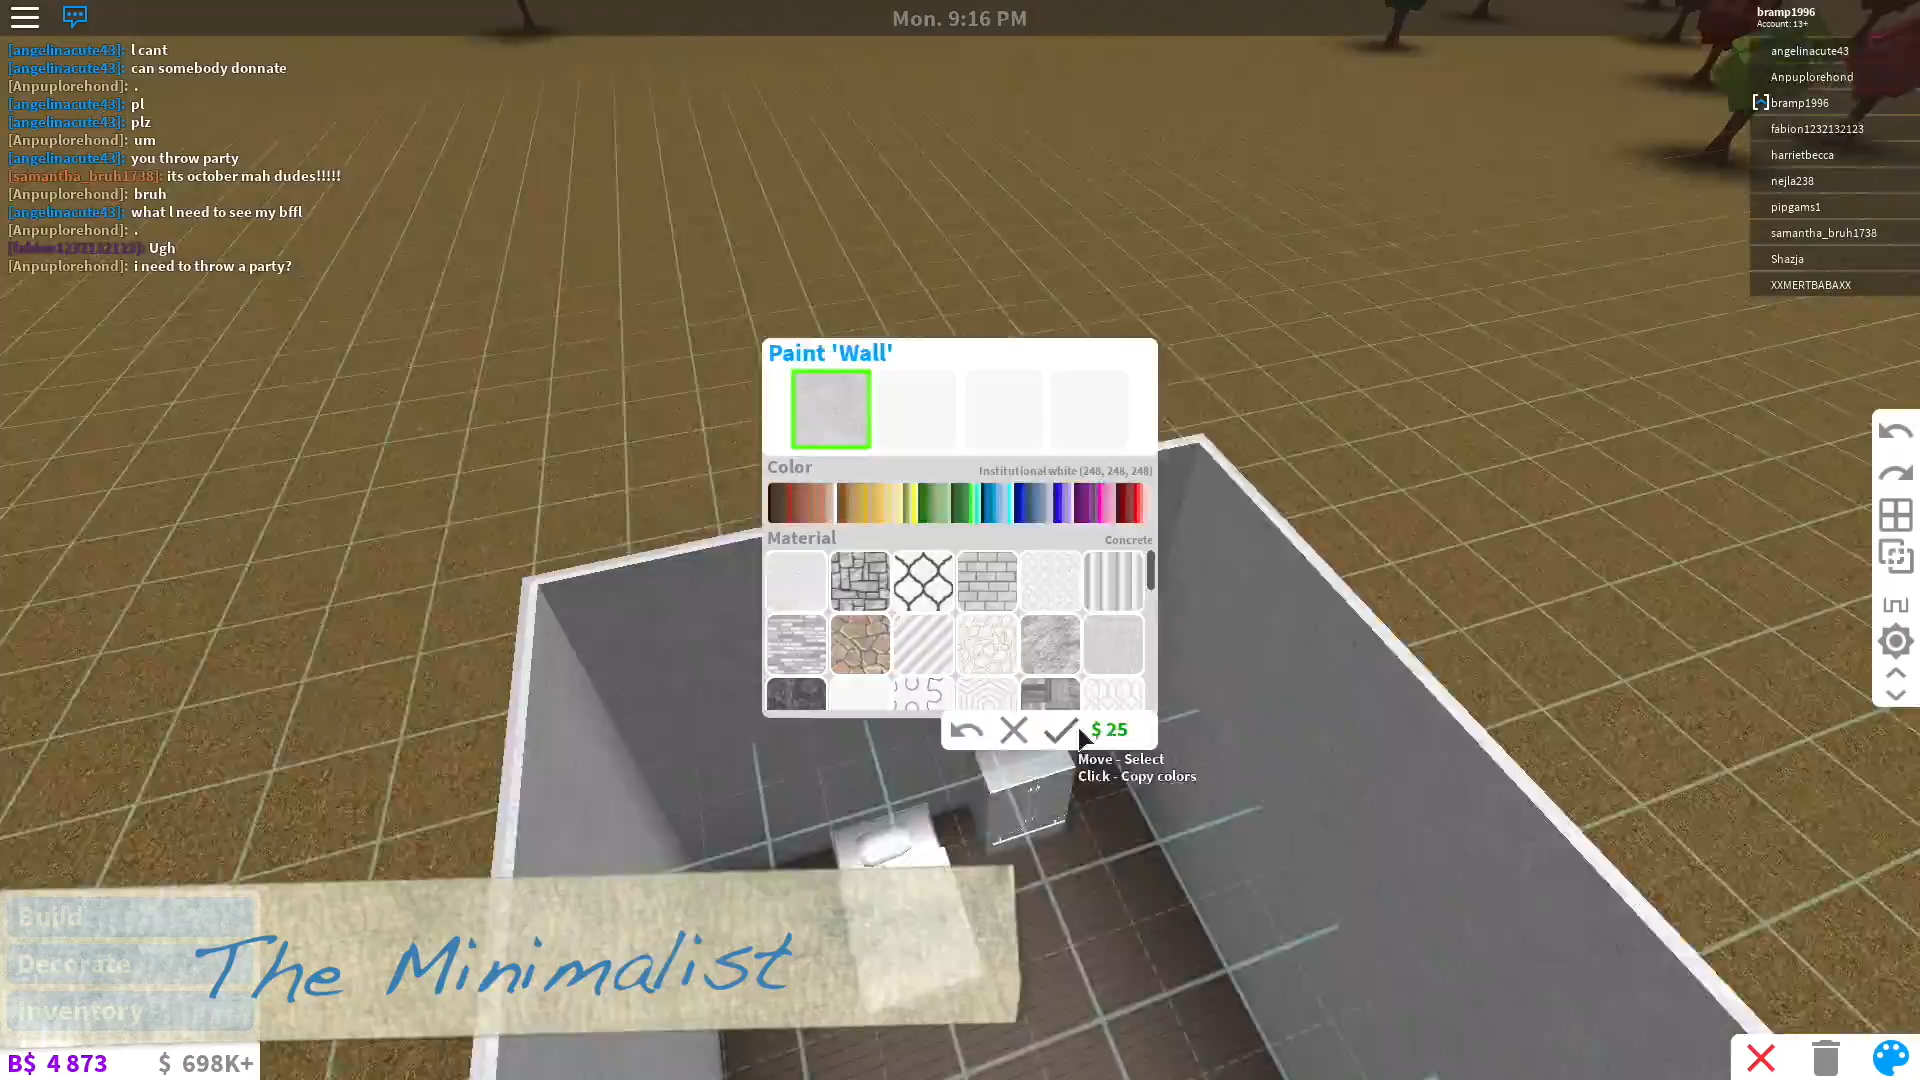 Mon. 9:16 PM
bramp1996
Account: 13+
[angelinacute43]: l cant
[angelinacute43]: can somebody donnate
[Anpuplorehond]: .
[angelinacute43]: pl
[angelinacute43]: plz
[Anpuplorehond]: um
[angelinacute43]: you throw party
[samantha_bruh1738]: its october mah dudes!!!!!
[Anpuplorehond]: bruh
[angelinacute43]: what l need to see my bffl
[Anpuplorehond]: .
[fabion1232132123]: Ugh
[Anpuplorehond]: i need to throw a party?
angelinacute43
Anpuplorehond
bramp1996
fabion1232132123
harrietbecca
nejla238
pipgams1
samantha_bruh1738
Shazja
XXMERTBABAXX
Paint 'Wall'
Color
Institutional white (248, 248, 248)
Material
Concrete
$ 25
Move - Select
Click - Copy colors
Build
Decorate
Inventory
The Minimalist
B$ 4 873
$ 698K+